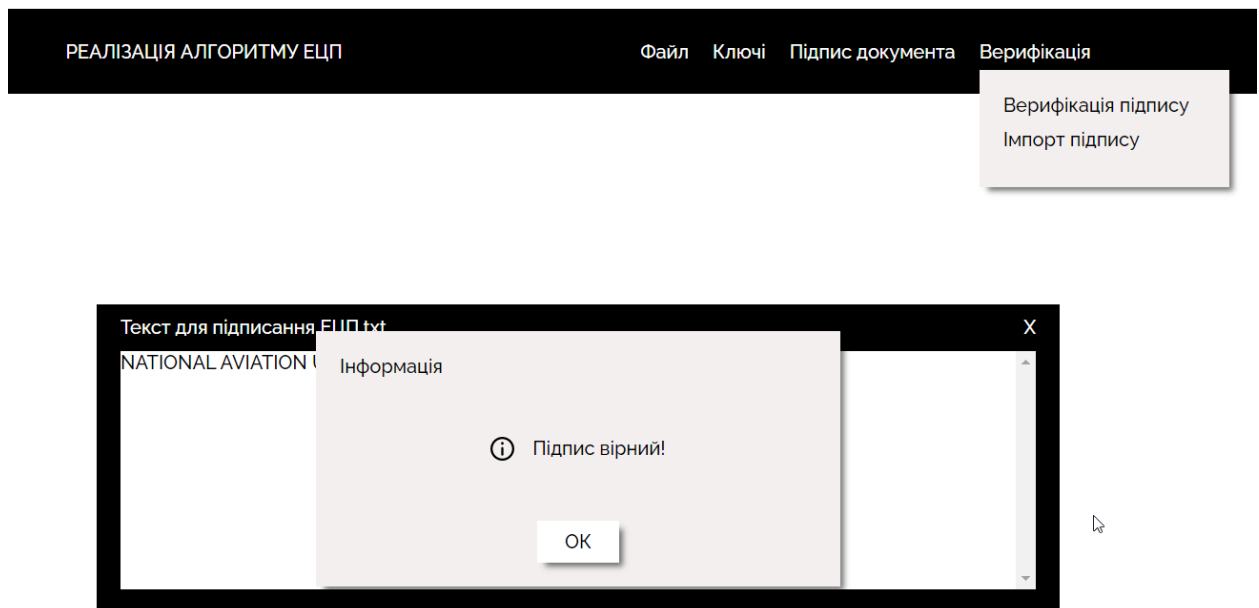 РЕАЛІЗАЦІЯ АЛГОРИТМУ ЕЦП
Файл Ключі Підпис документа Верифікація
Верифікація підпису
Імпорт підпису
Текст для підписання ЕЦП.txt X
NATIONAL AVIATION
Інформація
Підпис вірний!
OK